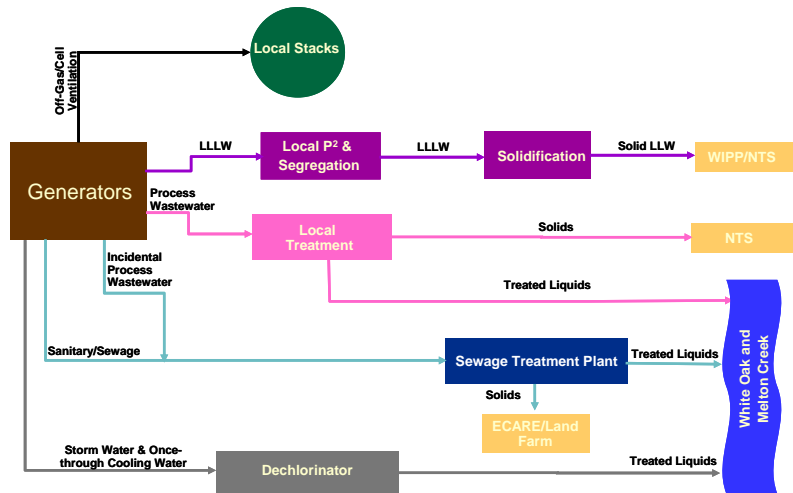 Local Stacks
Off-Gas/Cell
Ventilation
LLLW
Local P² &
Segregation
LLLW
Solidification
Solid LLW
WIPP/NTS
Generators
Process
Wastewater
Local
Treatment
Solids
NTS
Incidental
Process
Wastewater
Treated Liquids
Sanitary/Sewage
Sewage Treatment Plant
Treated Liquids
White Oak and
Melton Creek
Solids
ECARE/Land
Farm
Storm Water & Once-
through Cooling Water
Dechlorinator
Treated Liquids